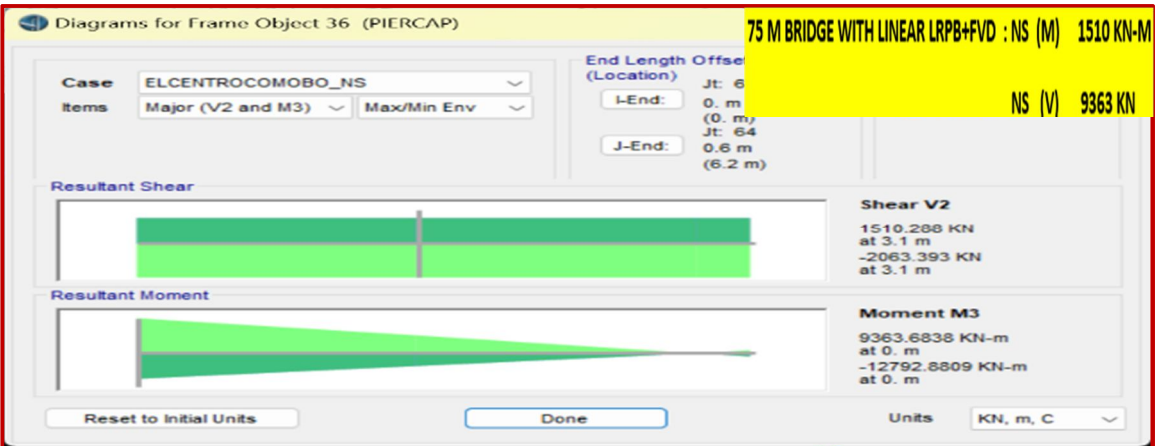 Diagrams for Frame Object 36 (PIERCAP)
75 M BRIDGE WITH LINEAR LRPB+FVD : NS (M) 1510 KN-M
NS (V) 9363 KN
Case ELCENTROCOMOBO_NS
Items Major (V2 and M3) Max/Min Env
End Length Offse
(Location)
Jt: 6
I-End: 0. m
(0. m)
Jt: 64
J-End: 0.6 m
(6.2 m)
Resultant Shear
Shear V2
1510.288 KN
at 3.1 m
-2063.393 KN
at 3.1 m
Resultant Moment
Moment M3
9363.6838 KN-m
at 0. m
-12792.8809 KN-m
at 0. m
Reset to Initial Units Done Units KN, m, C